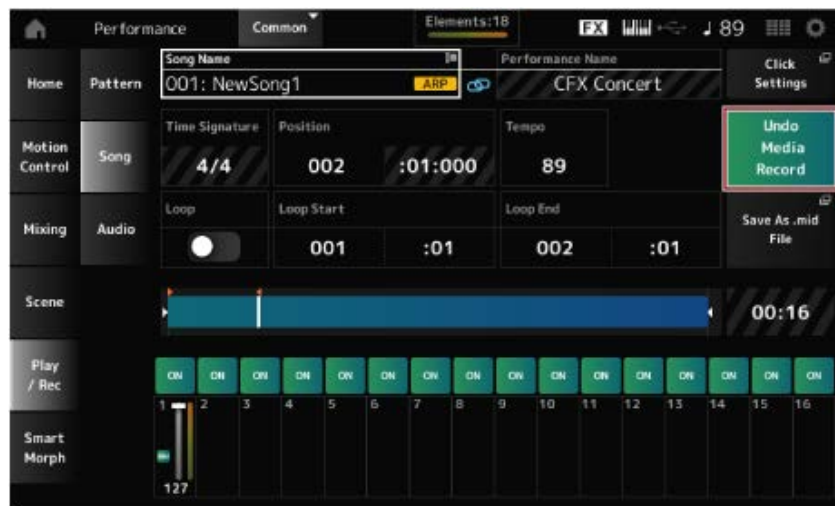 Performance Common Elements:18 FX 89
Home Pattern Song Name Performance Name Click Settings
001: NewSong1 ARP CFX Concert
Motion Control Song Time Signature Position Tempo Undo Media Record
4/4 002 :01:000 89
Mixing Audio Loop Loop Start Loop End Save As .mid File
001 :01 002 :01
Scene 00:16
Play / Rec ON ON ON ON ON ON ON ON ON ON ON ON ON ON ON ON
1 2 3 4 5 6 7 8 9 10 11 12 13 14 15 16
Smart Morph
127